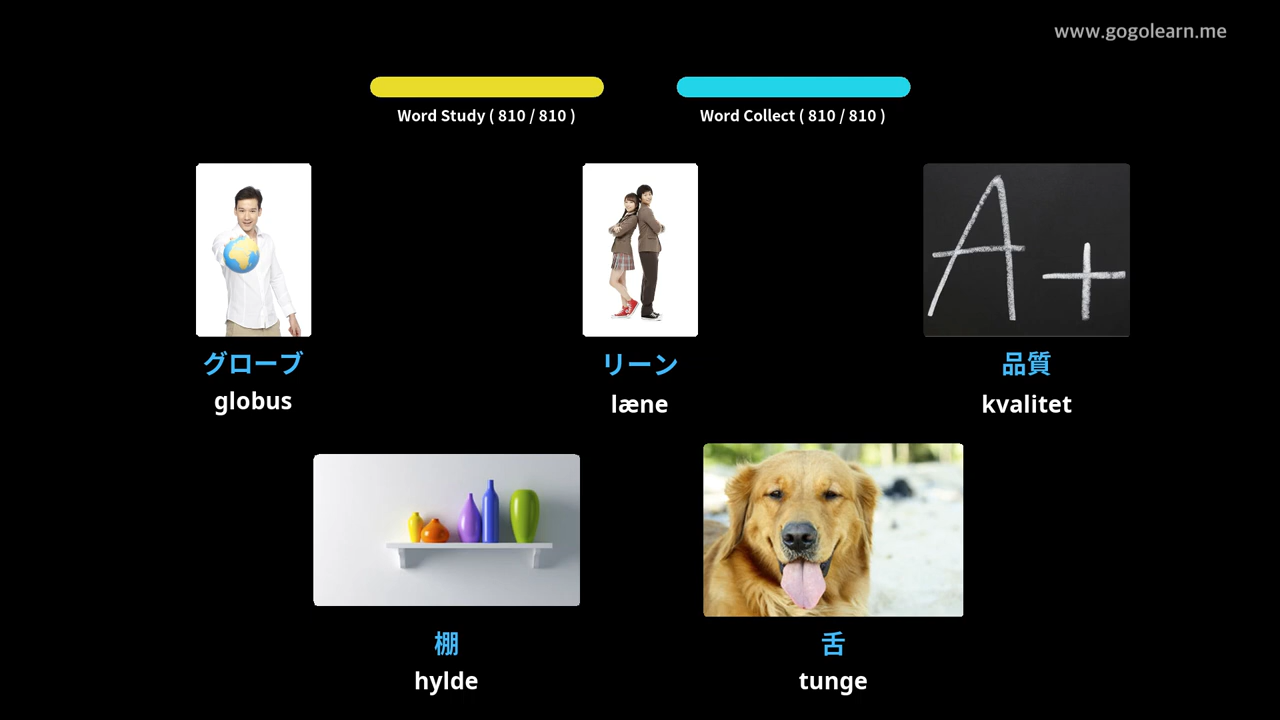 www.gogolearn.me
Word Study ( 810 / 810 )
Word Collect ( 810 / 810 )
A+
グローブ
globus
リーン
læne
品質
kvalitet
棚
hylde
舌
tunge